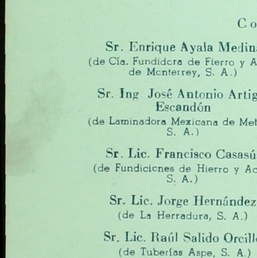 Co
Sr. Enrique Ayala Medina
(de Cía. Fundidora de Fierro y A
de Monterrey, S. A.)
Sr. Ing José Antonio Artig
Escandón
(de Laminadora Mexicana de Met
S. A.)
Sr. Lic. Francisco Casasú
(de Fundiciones de Hierro y Ac
S. A.)
Sr. Lic. Jorge Hernández
(de La Herradura, S. A.)
Sr. Lic. Raúl Salido Orcillo
(de Tuberías Aspe, S. A.)